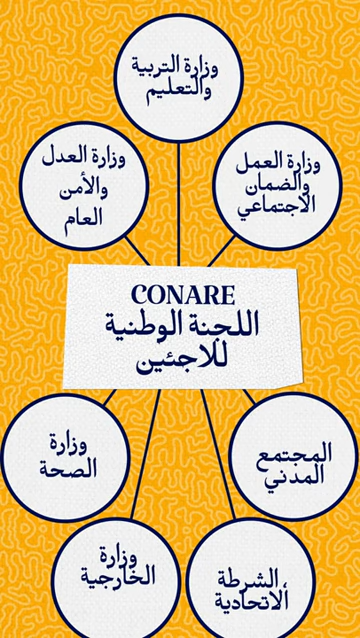 وزارة التربية
والتعليم
وزارة العمل
والضمان
الاجتماعي
وزارة العدل
والأمن
العام
CONARE
اللجنة الوطنية
للاجئين
المجتمع
المدني
وزارة
الصحة
الشرطة
الاتحادية
وزارة
الخارجية